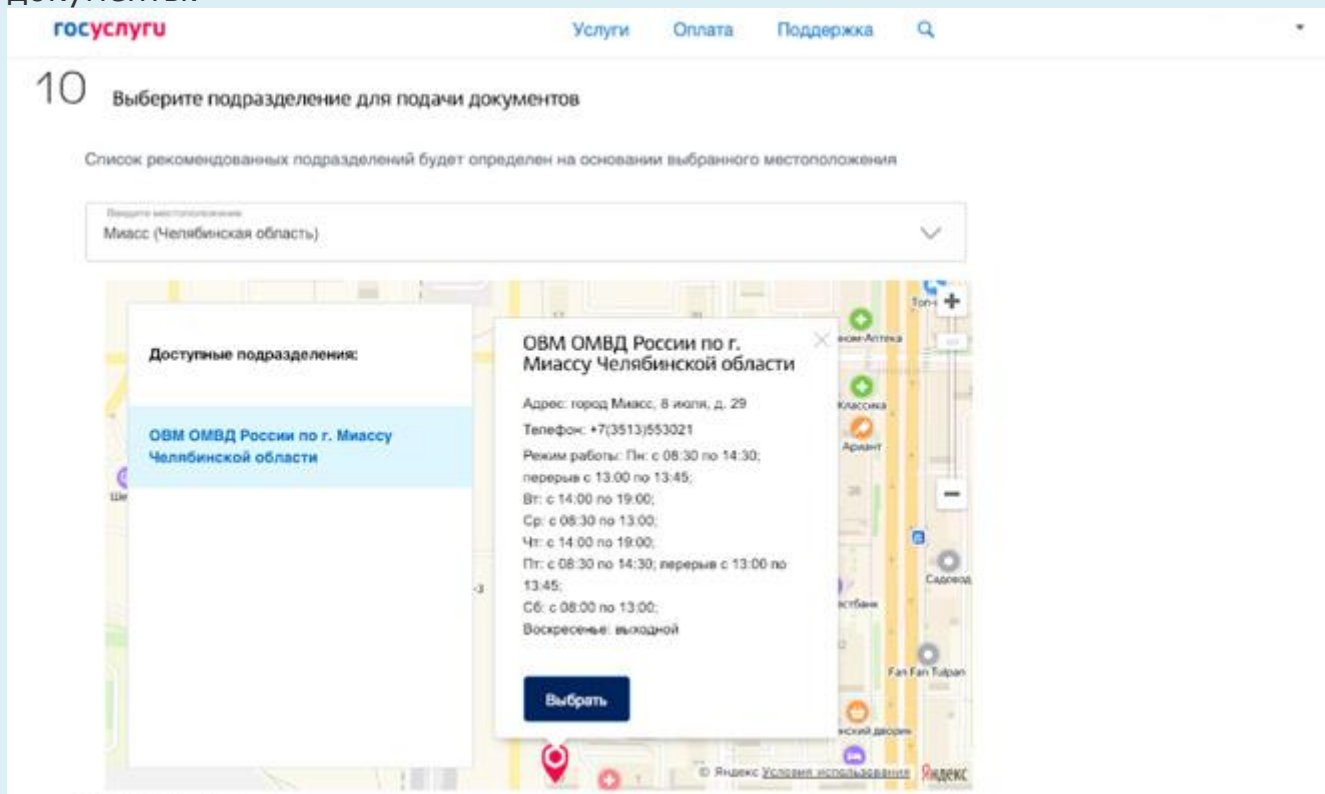 документы.
госуслуги
Услуги Оплата Поддержка
10 Выберите подразделение для подачи документов
Список рекомендованных подразделений будет определен на основании выбранного местоположения
Введите местоположение
Миасс (Челябинская область)
Доступные подразделения:
ОВМ ОМВД России по г. Миассу
Челябинской области
ОВМ ОМВД России по г.
Миассу Челябинской области
Адрес: город Миасс, 8 июля, д. 29
Телефон: +7(3513)553021
Режим работы: Пн: с 08:30 по 14:30;
перерыв с 13:00 по 13:45;
Вт: с 14:00 по 19:00;
Ср: с 08:30 по 13:00;
Чт: с 14:00 по 19:00;
Пт: с 08:30 по 14:30; перерыв с 13:00 по
13:45;
Сб: с 08:00 по 13:00;
Воскресенье: выходной
Выбрать
Классика
Ариант
28
Садовод
Fan Fan Tulpan
© Яндекс Условия использования Яндекс